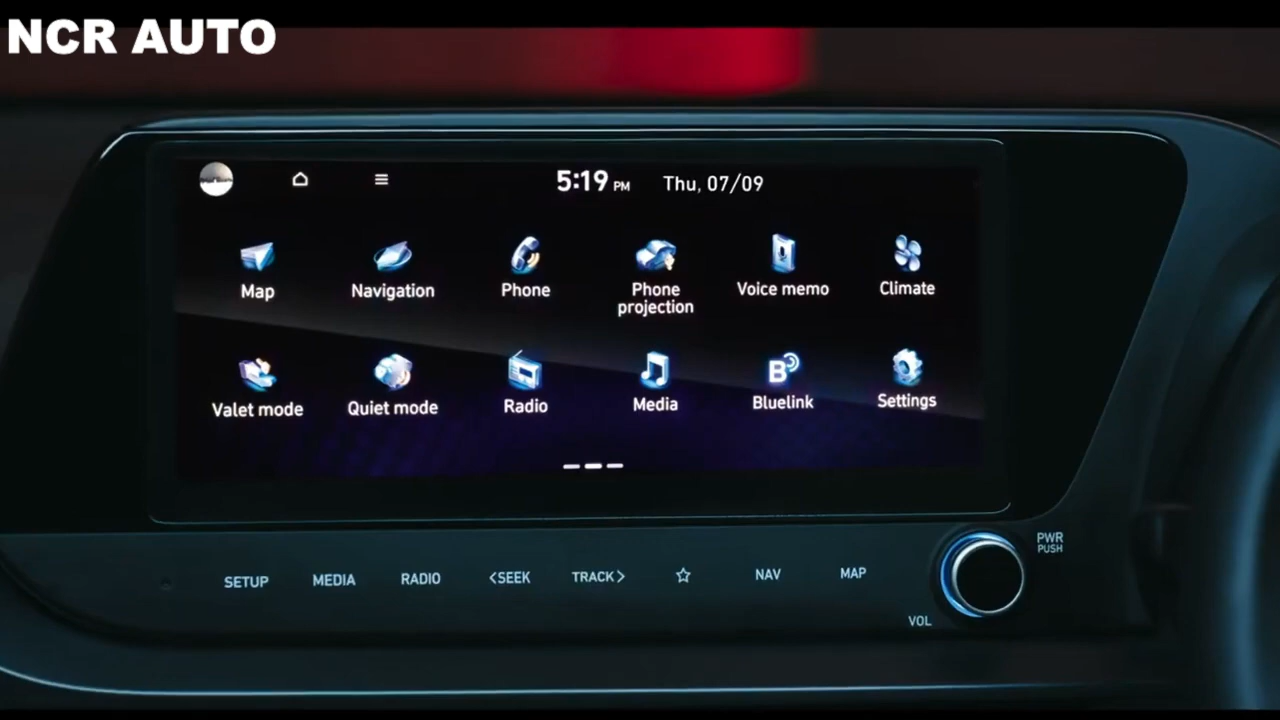 NCR AUTO
5:19 PM Thu, 07/09
Map Navigation Phone Phone projection Voice memo Climate
Valet mode Quiet mode Radio Media Bluelink Settings
SETUP MEDIA RADIO <SEEK TRACK> ☆ NAV MAP
PWR
PUSH
VOL